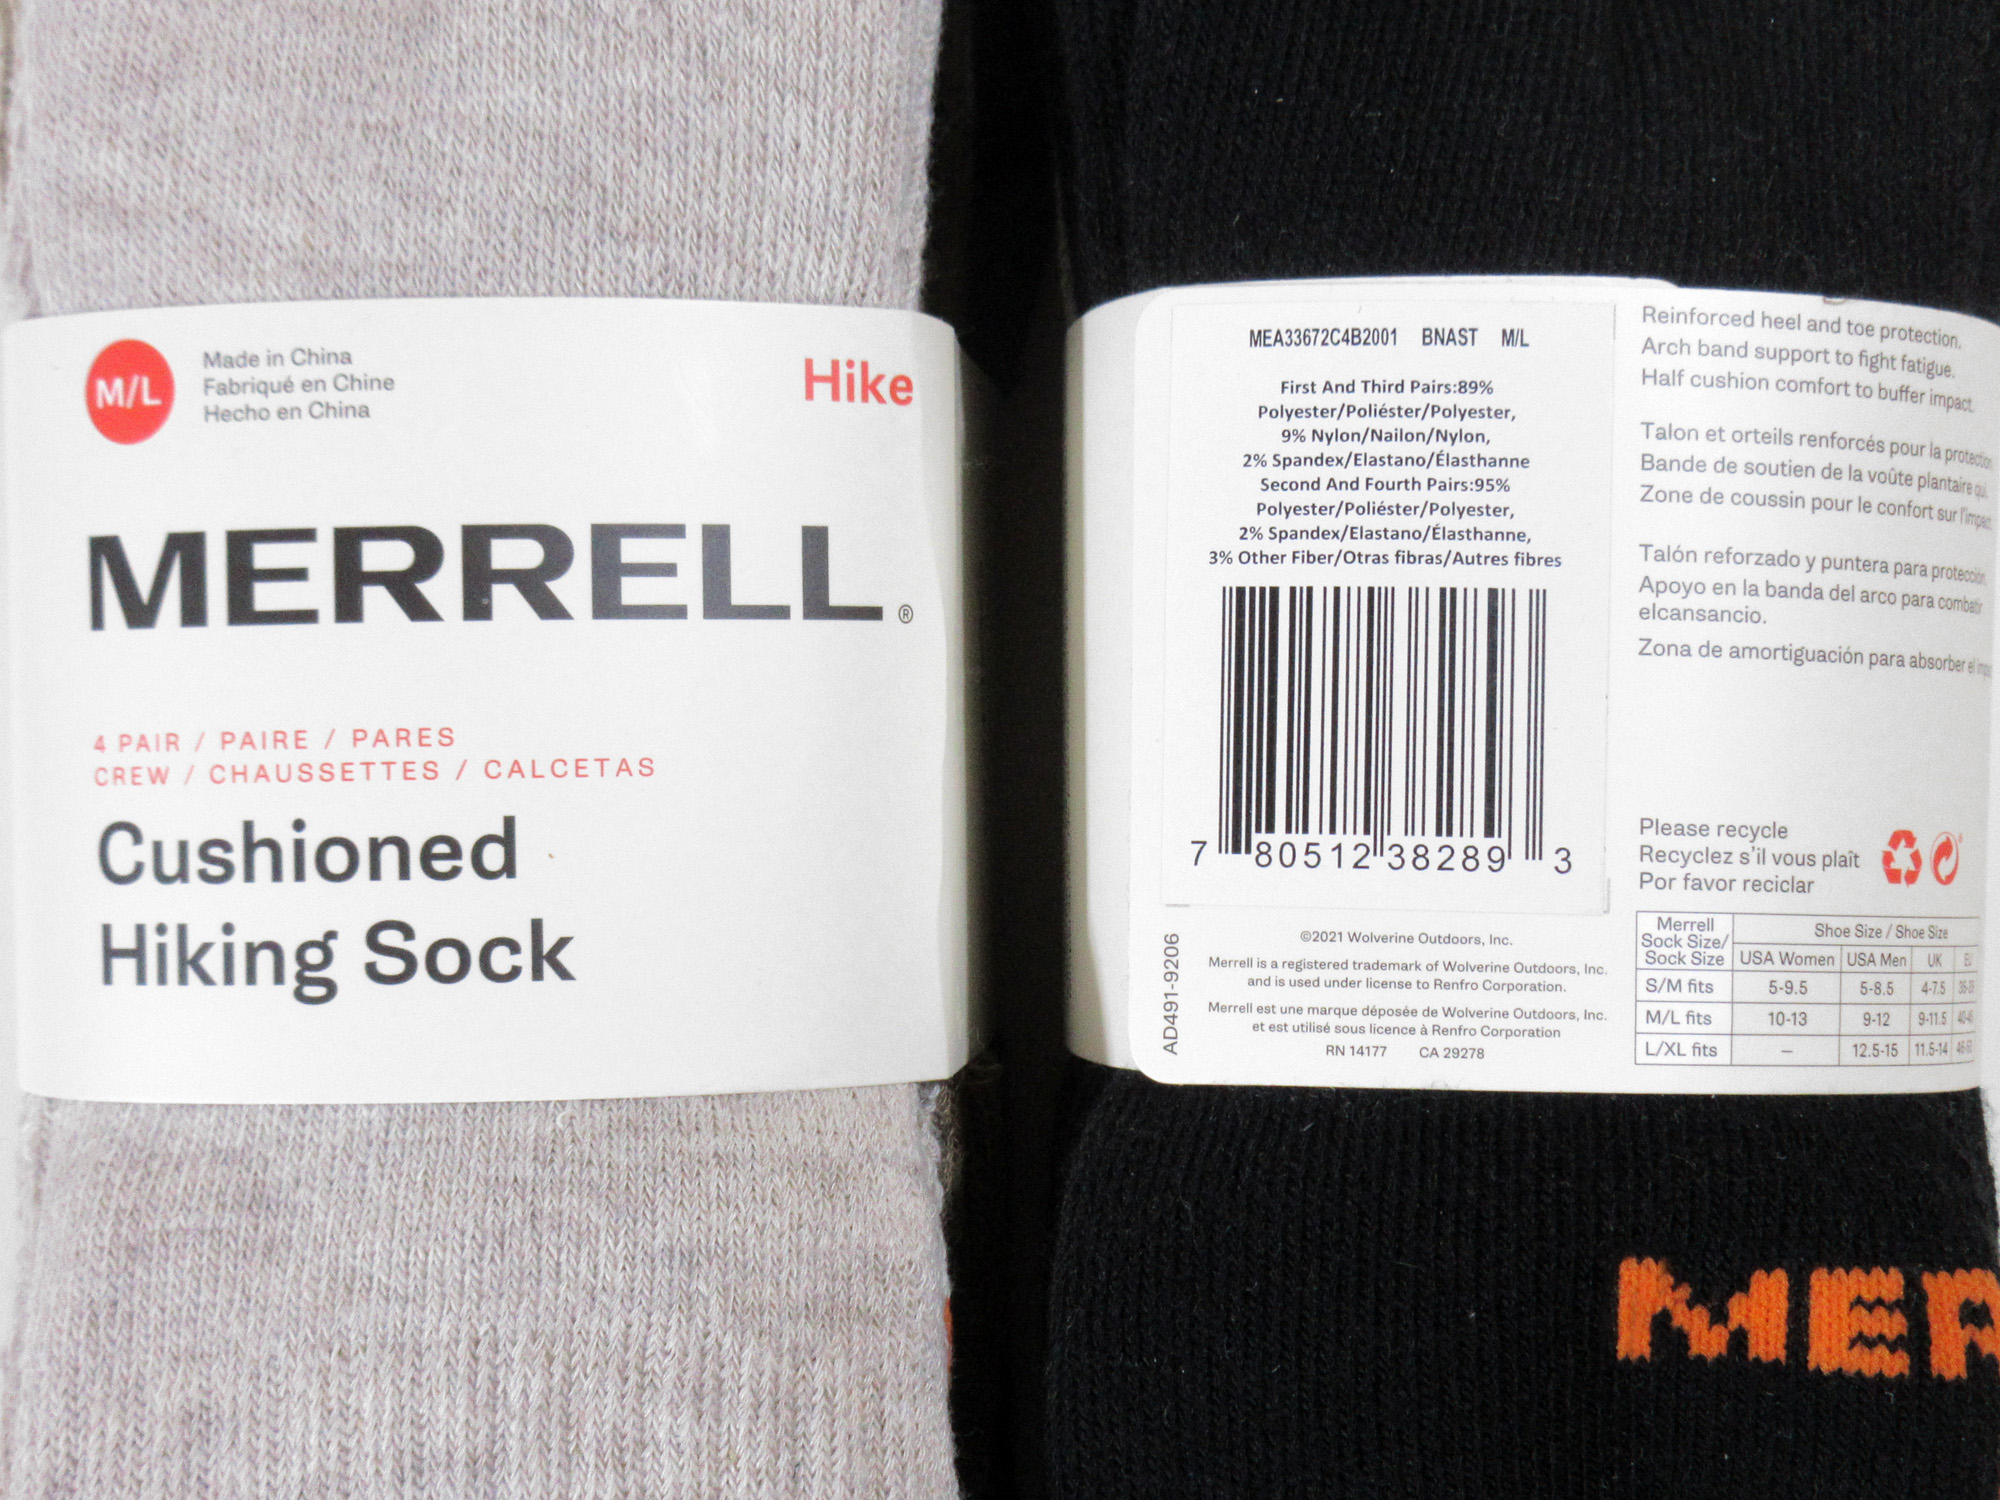 M/L
Made in China
Fabriqué en Chine
Hecho en China
Hike
MERRELL®
4 PAIR / PAIRE / PARES
CREW / CHAUSSETTES / CALCETAS
Cushioned
Hiking Sock
MEA33672C4B2001 BNAST M/L
First And Third Pairs:89%
Polyester/Poliéster/Polyester,
9% Nylon/Nailon/Nylon,
2% Spandex/Elastano/Élasthanne
Second And Fourth Pairs:95%
Polyester/Poliéster/Polyester,
2% Spandex/Elastano/Élasthanne,
3% Other Fiber/Otras fibras/Autres fibres
7 80512 38289 3
AD491-9206
©2021 Wolverine Outdoors, Inc.
Merrell is a registered trademark of Wolverine Outdoors, Inc.
and is used under license to Renfro Corporation.
Merrell est une marque déposée de Wolverine Outdoors, Inc.
et est utilisé sous licence à Renfro Corporation
RN 14177 CA 29278
Reinforced heel and toe protection.
Arch band support to fight fatigue.
Half cushion comfort to buffer impact.
Talon et orteils renforcés pour la protection
Bande de soutien de la voûte plantaire qui
Zone de coussin pour le confort sur l'impact
Talón reforzado y puntera para protección
Apoyo en la banda del arco para combatir
elcansancio.
Zona de amortiguación para absorber el
Please recycle
Recyclez s'il vous plaît
Por favor reciclar
Merrell
Sock Size/
Sock Size
Shoe Size / Shoe Size
USA Women USA Men UK
S/M fits 5-9.5 5-8.5 4-7.5
M/L fits 10-13 9-12 9-11.5
L/XL fits – 12.5-15 11.5-14
MER